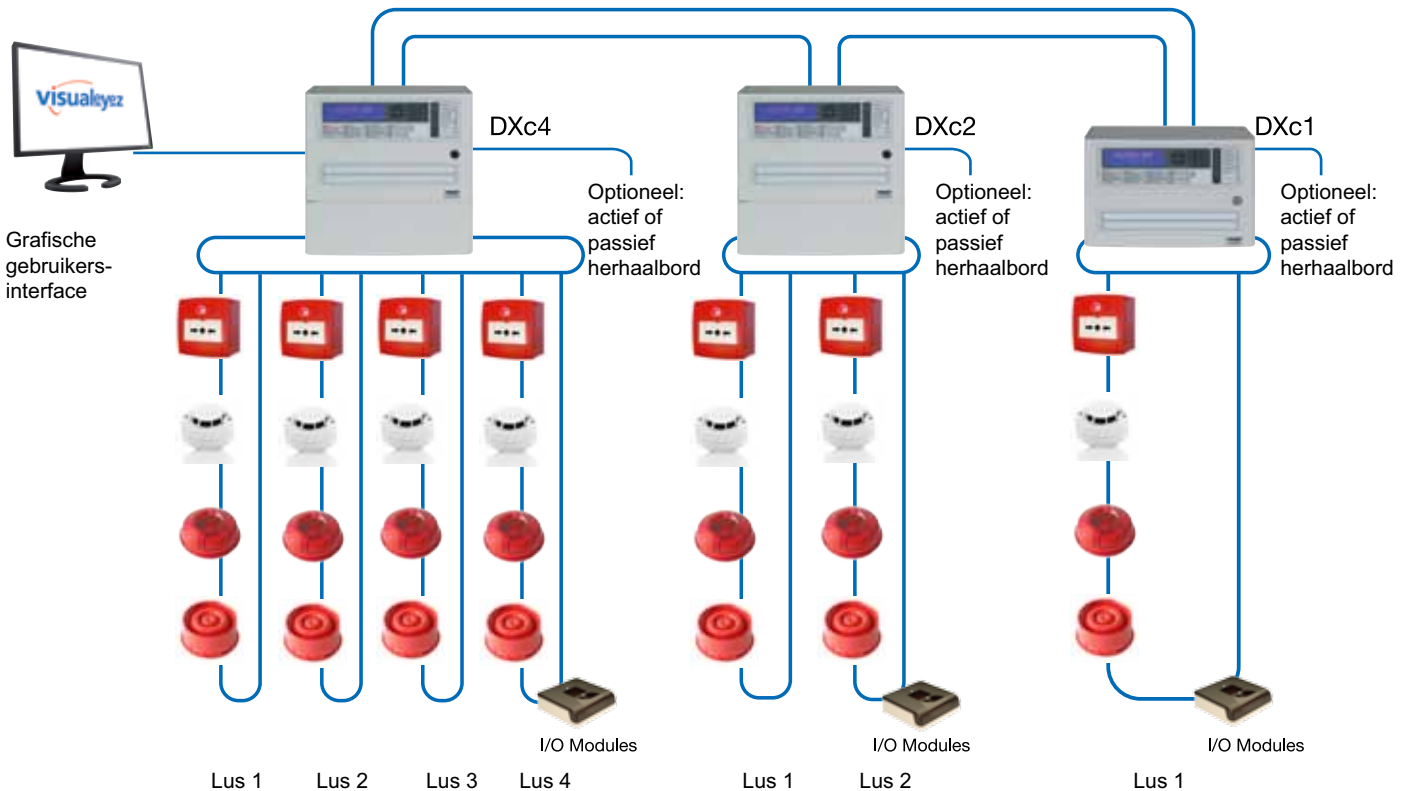 visualeyez
DXc4
DXc2
DXc1
Optioneel:
actief of
passief
herhaalbord
Optioneel:
actief of
passief
herhaalbord
Optioneel:
actief of
passief
herhaalbord
Grafische
gebruikers-
interface
I/O Modules
I/O Modules
I/O Modules
Lus 1
Lus 2
Lus 3
Lus 4
Lus 1
Lus 2
Lus 1